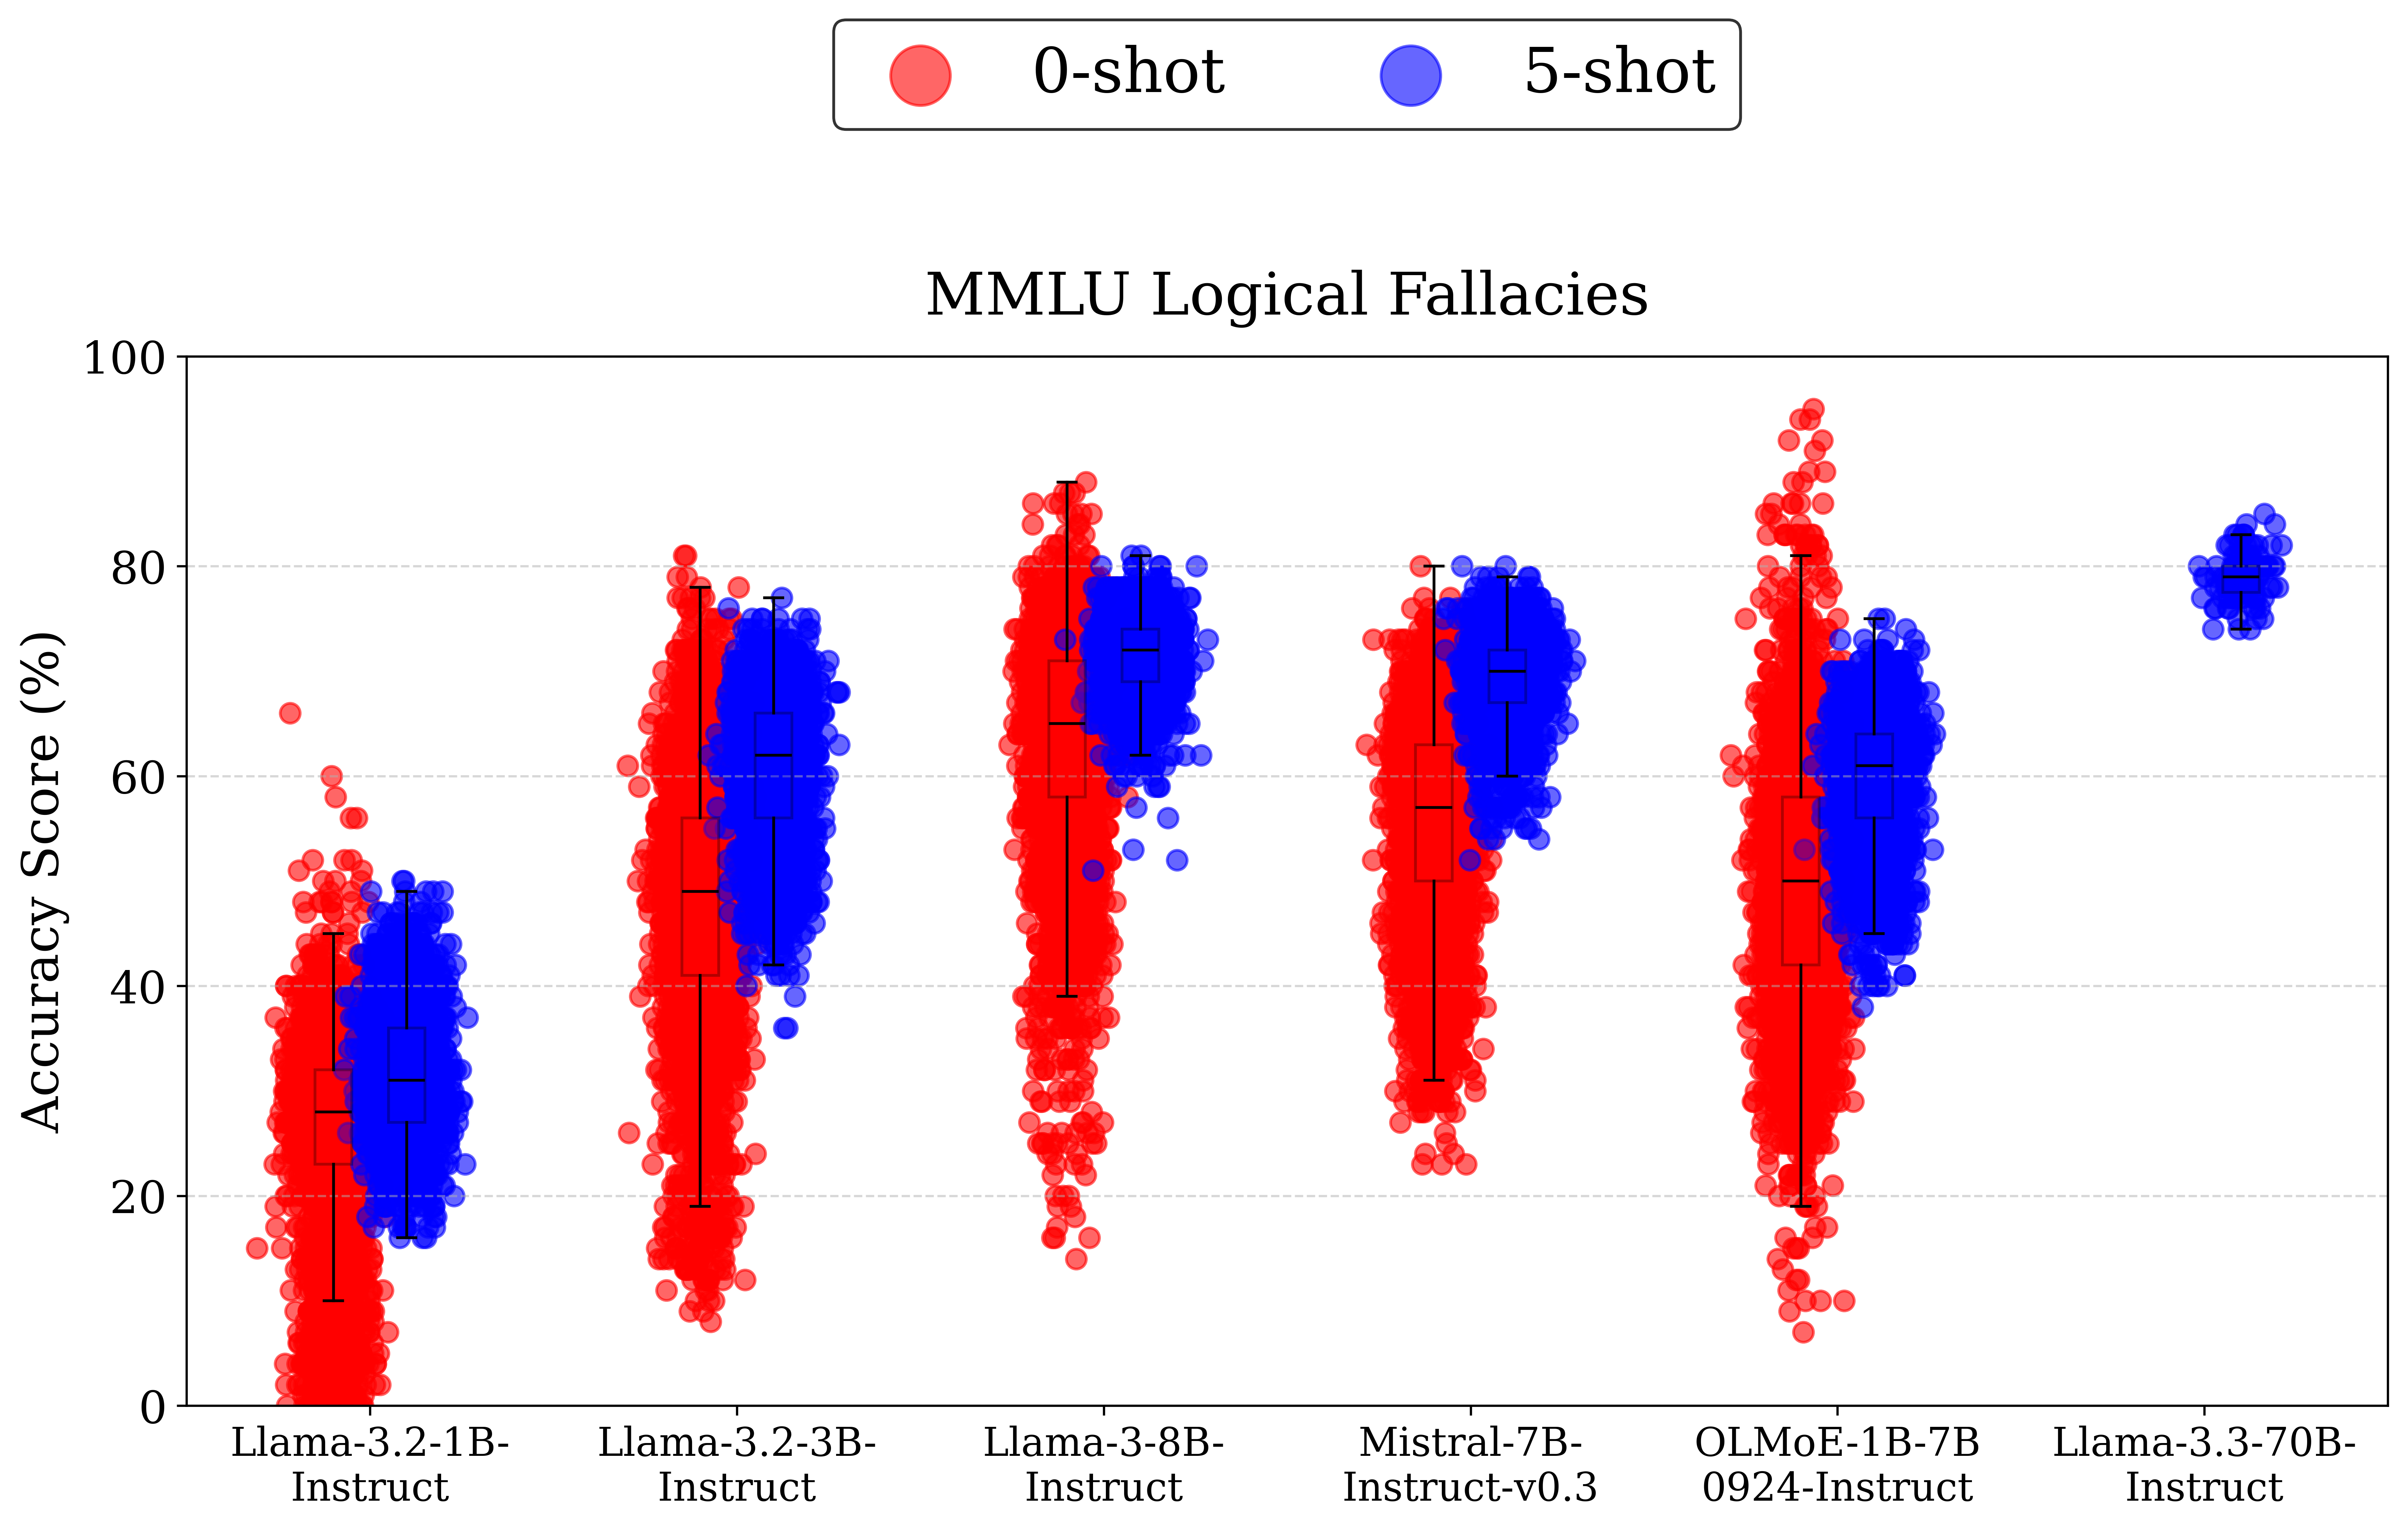 0-shot 5-shot
MMLU Logical Fallacies
Accuracy Score (%)
100
80
60
40
20
0
Llama-3.2-1B-
Instruct
Llama-3.2-3B-
Instruct
Llama-3-8B-
Instruct
Mistral-7B-
Instruct-v0.3
OLMoE-1B-7B
0924-Instruct
Llama-3.3-70B-
Instruct